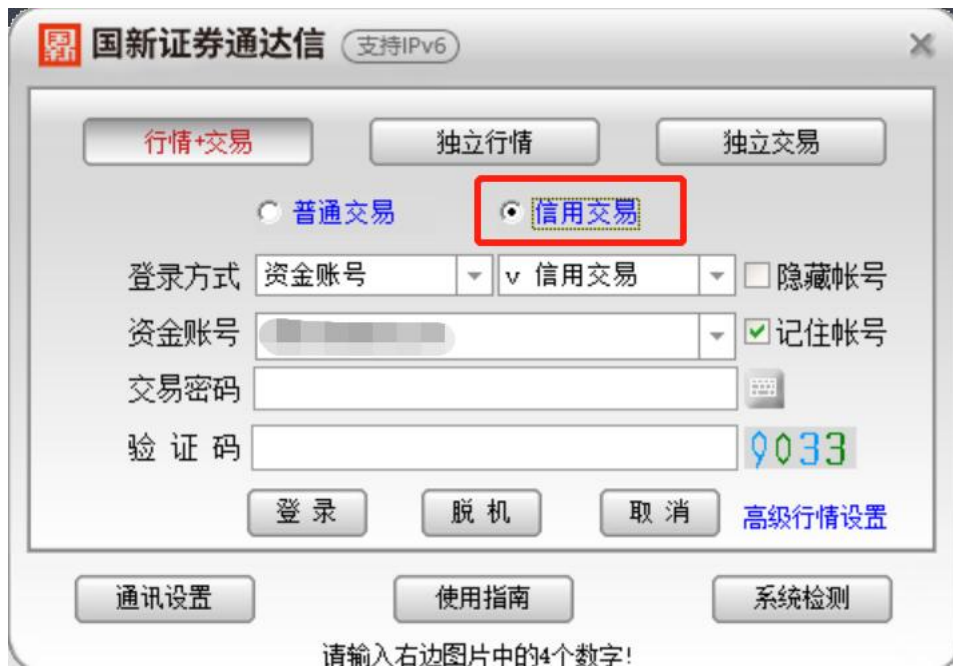 国新 国新证券通达信 支持IPv6
行情+交易 独立行情 独立交易
普通交易 信用交易
登录方式 资金账号 v 信用交易 隐藏帐号
资金账号 记住帐号
交易密码
验证码 9033
登录 脱机 取消 高级行情设置
通讯设置 使用指南 系统检测
请输入右边图片中的4个数字!